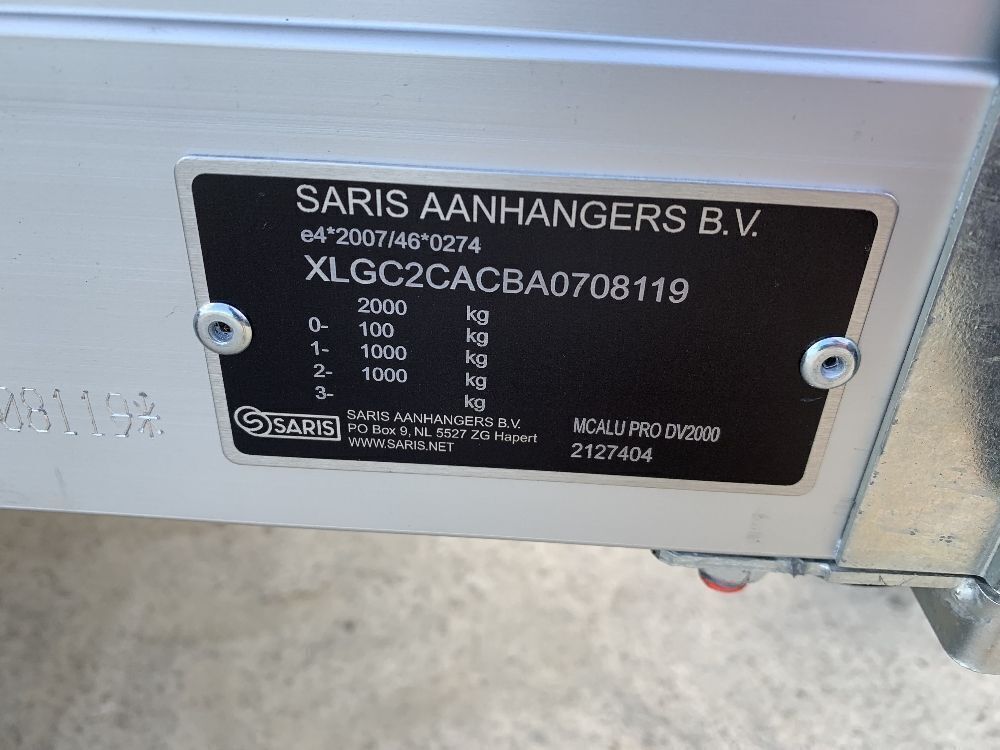 SARIS AANHANGERS B.V.
e4*2007/46*0274
XLGC2CACBA0708119
2000 kg
0- 100 kg
1- 1000 kg
2- 1000 kg
3- kg
SARIS
SARIS AANHANGERS B.V.
PO Box 9, NL 5527 ZG Hapert
WWW.SARIS.NET
MCALU PRO DV2000
2127404
08119*